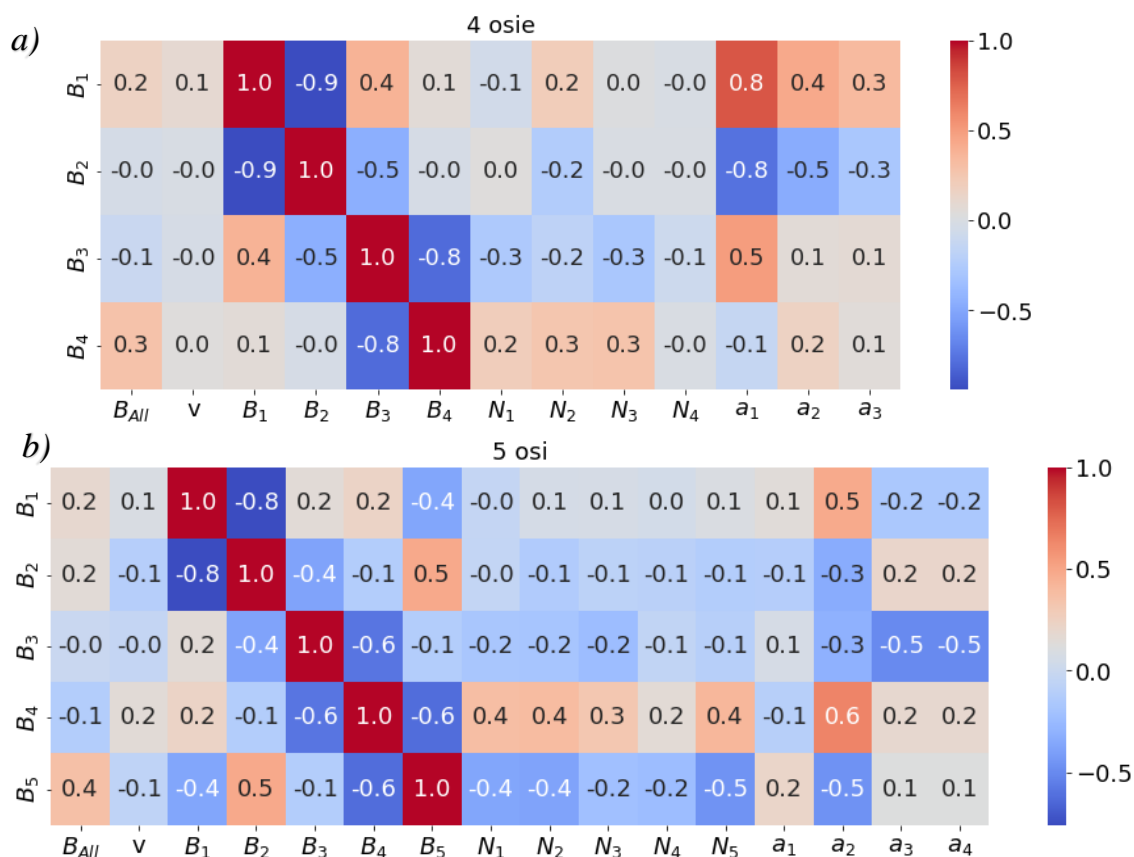 a)
4 osie
B1 0.2 0.1 1.0 -0.9 0.4 0.1 -0.1 0.2 0.0 -0.0 0.8 0.4 0.3
B2 -0.0 -0.0 -0.9 1.0 -0.5 -0.0 0.0 -0.2 -0.0 -0.0 -0.8 -0.5 -0.3
B3 -0.1 -0.0 0.4 -0.5 1.0 -0.8 -0.3 -0.2 -0.3 -0.1 0.5 0.1 0.1
B4 0.3 0.0 0.1 -0.0 -0.8 1.0 0.2 0.3 0.3 -0.0 -0.1 0.2 0.1
BAll v B1 B2 B3 B4 N1 N2 N3 N4 a1 a2 a3
1.0
0.5
0.0
−0.5
b)
5 osi
B1 0.2 0.1 1.0 -0.8 0.2 0.2 -0.4 -0.0 0.1 0.1 0.0 0.1 0.1 0.5 -0.2 -0.2
B2 0.2 -0.1 -0.8 1.0 -0.4 -0.1 0.5 -0.0 -0.1 -0.1 -0.1 -0.1 -0.1 -0.3 0.2 0.2
B3 -0.0 -0.0 0.2 -0.4 1.0 -0.6 -0.1 -0.2 -0.2 -0.2 -0.1 -0.1 0.1 -0.3 -0.5 -0.5
B4 -0.1 0.2 0.2 -0.1 -0.6 1.0 -0.6 0.4 0.4 0.3 0.2 0.4 -0.1 0.6 0.2 0.2
B5 0.4 -0.1 -0.4 0.5 -0.1 -0.6 1.0 -0.4 -0.4 -0.2 -0.2 -0.5 0.2 -0.5 0.1 0.1
BAll v B1 B2 B3 B4 B5 N1 N2 N3 N4 N5 a1 a2 a3 a4
1.0
0.5
0.0
−0.5